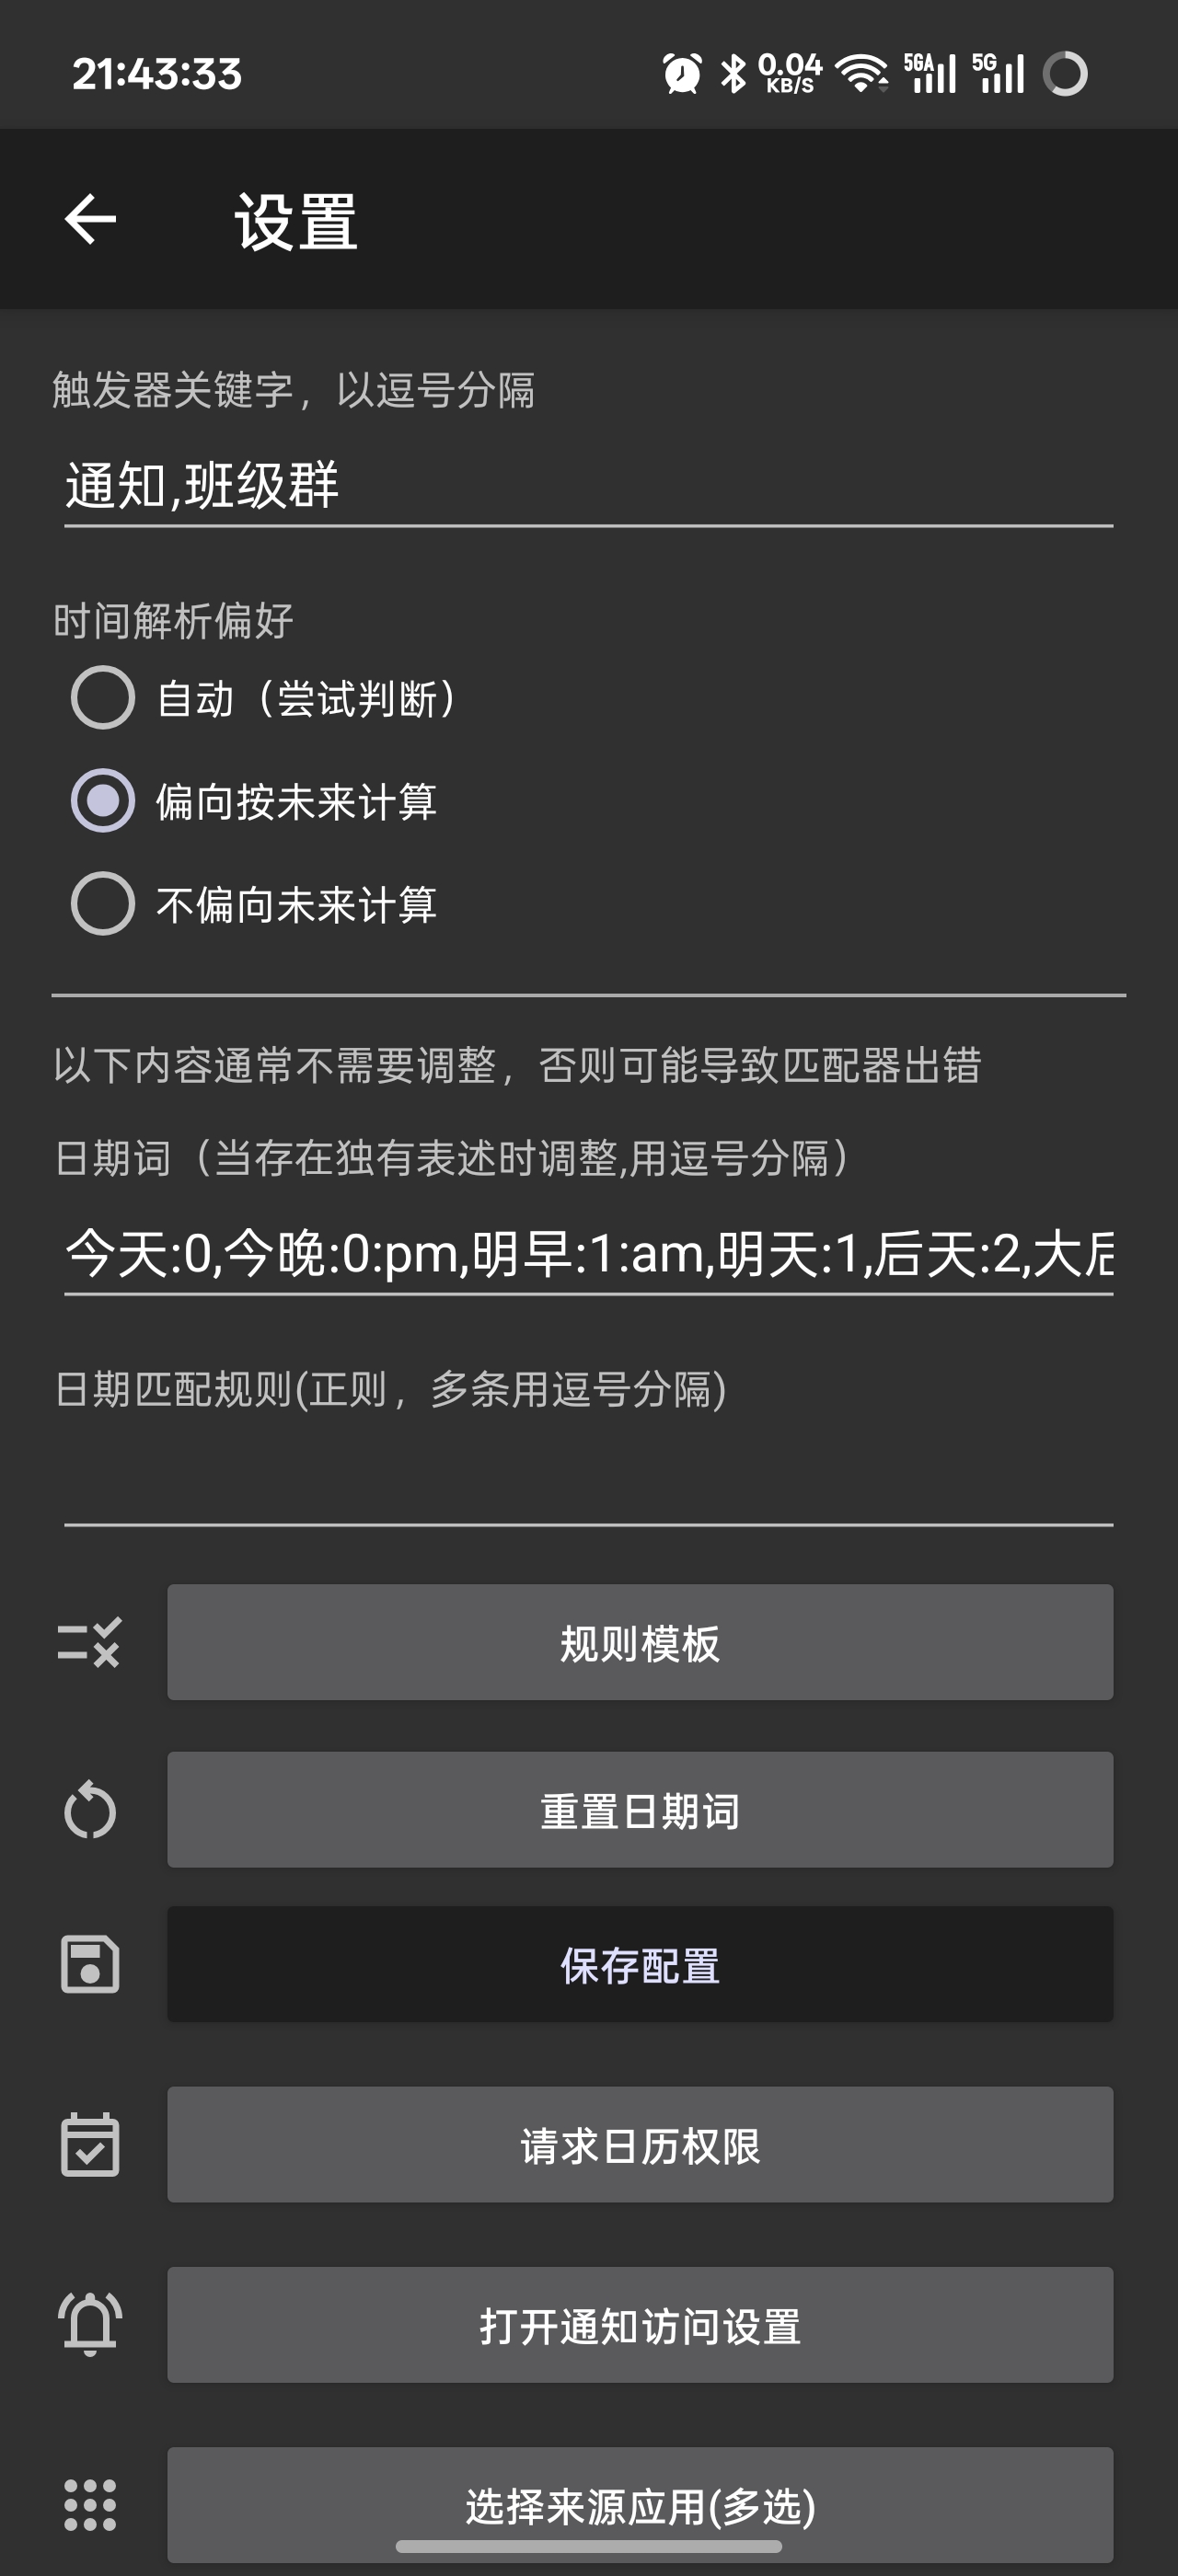 21:43:33
0.04
KB/S
5GA
5G
设置
触发器关键字，以逗号分隔
通知,班级群
时间解析偏好
自动（尝试判断）
偏向按未来计算
不偏向未来计算
以下内容通常不需要调整，否则可能导致匹配器出错
日期词（当存在独有表述时调整,用逗号分隔）
今天:0,今晚:0:pm,明早:1:am,明天:1,后天:2,大后
日期匹配规则(正则，多条用逗号分隔)
规则模板
重置日期词
保存配置
请求日历权限
打开通知访问设置
选择来源应用(多选)